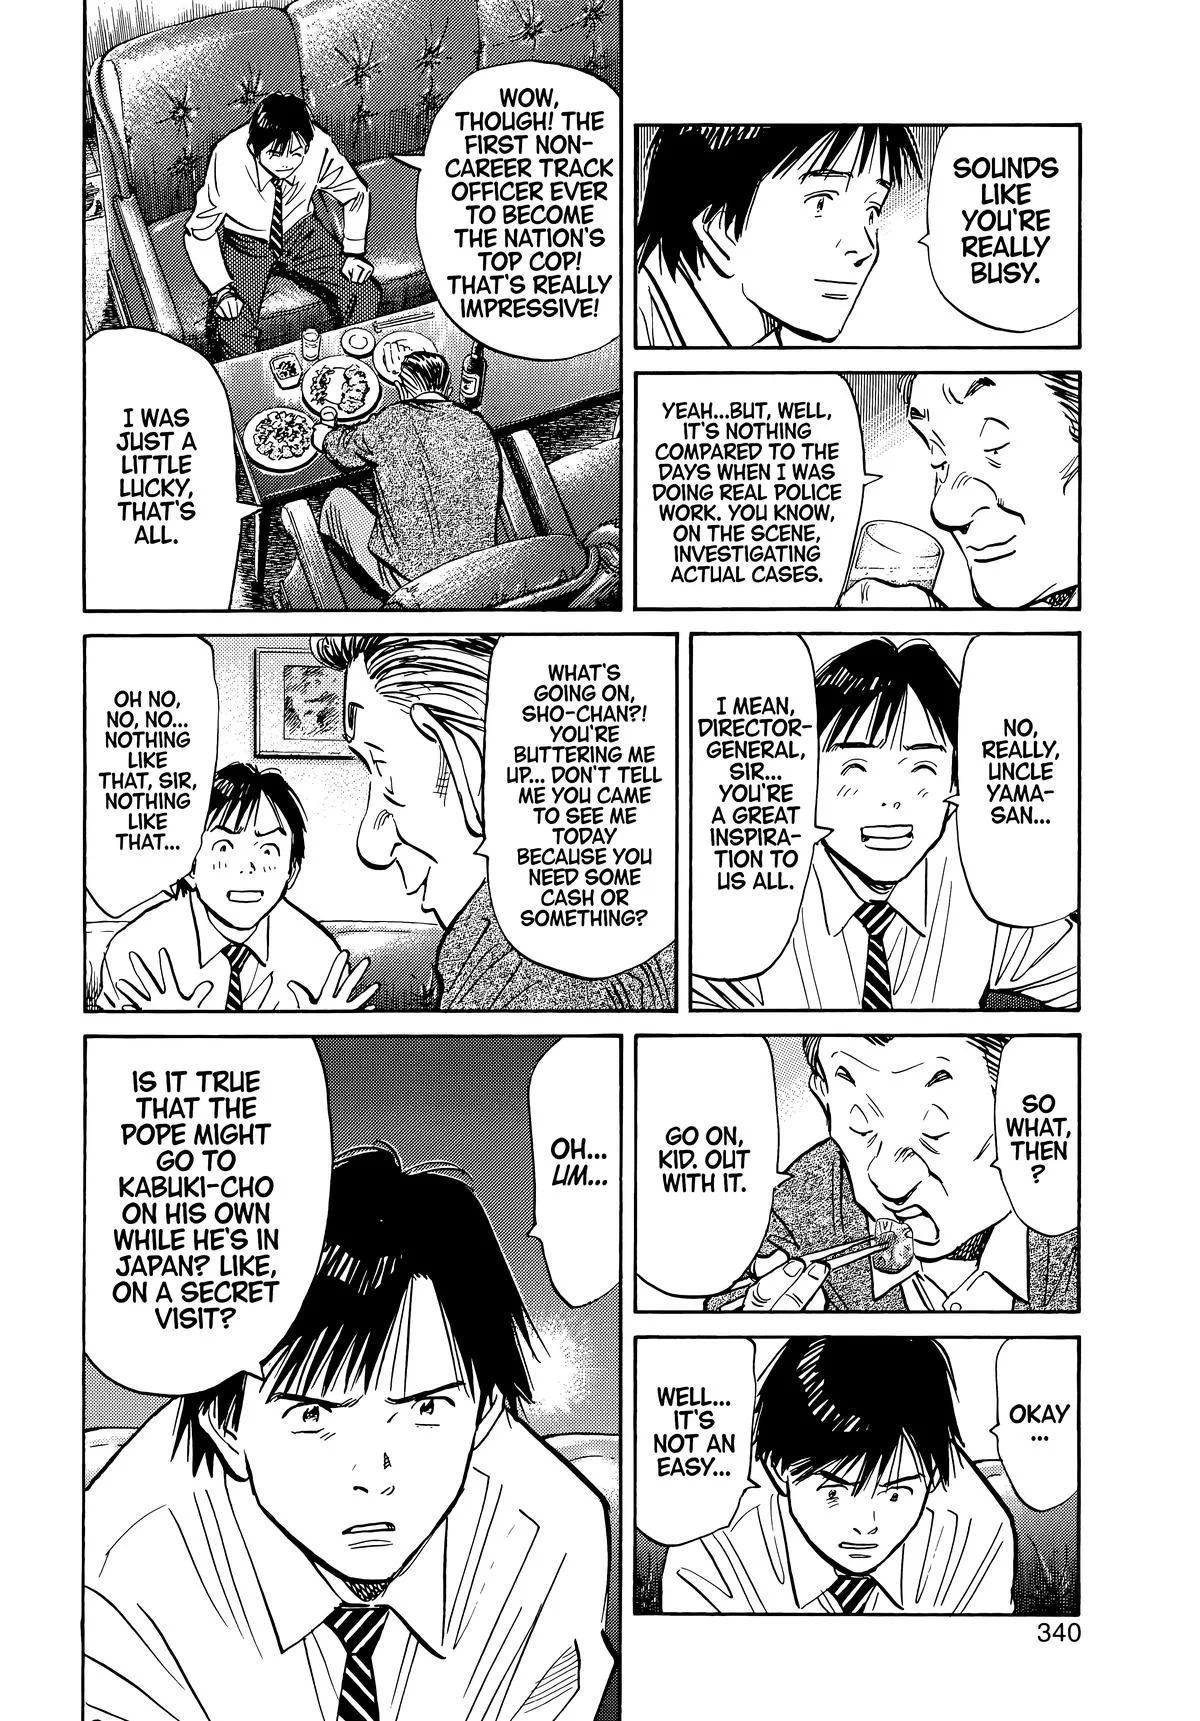 SOUNDS
LIKE
YOU'RE
REALLY
BUSY.
YEAH...BUT, WELL,
IT'S NOTHING
COMPARED TO THE
DAYS WHEN I WAS
DOING REAL POLICE
WORK. YOU KNOW,
ON THE SCENE,
INVESTIGATING
ACTUAL CASES.
WOW,
THOUGH! THE
FIRST NON-
CAREER TRACK
OFFICER EVER
TO BECOME
THE NATION'S
TOP COP!
THAT'S REALLY
IMPRESSIVE!
I WAS
JUST A
LITTLE
LUCKY,
THAT'S
ALL.
NO,
REALLY,
UNCLE
YAMA-
SAN...
I MEAN,
DIRECTOR-
GENERAL,
SIR...
YOU'RE
A GREAT
INSPIRA-
TION TO
US ALL.
WHAT'S
GOING ON,
SHO-CHAN?!
YOU'RE
BUTTERING ME
UP... DON'T TELL
ME YOU CAME
TO SEE ME
TODAY
BECAUSE YOU
NEED SOME
CASH OR
SOMETHING?
OH NO,
NO, NO...
NOTHING
LIKE
THAT, SIR,
NOTHING
LIKE
THAT...
SO
WHAT,
THEN
?
GO ON,
KID. OUT
WITH IT.
OKAY
...
WELL...
IT'S
NOT AN
EASY...
OH...
UM...
IS IT TRUE
THAT THE
POPE MIGHT
GO TO
KABUKI-CHO
ON HIS OWN
WHILE HE'S IN
JAPAN? LIKE,
ON A SECRET
VISIT?
340